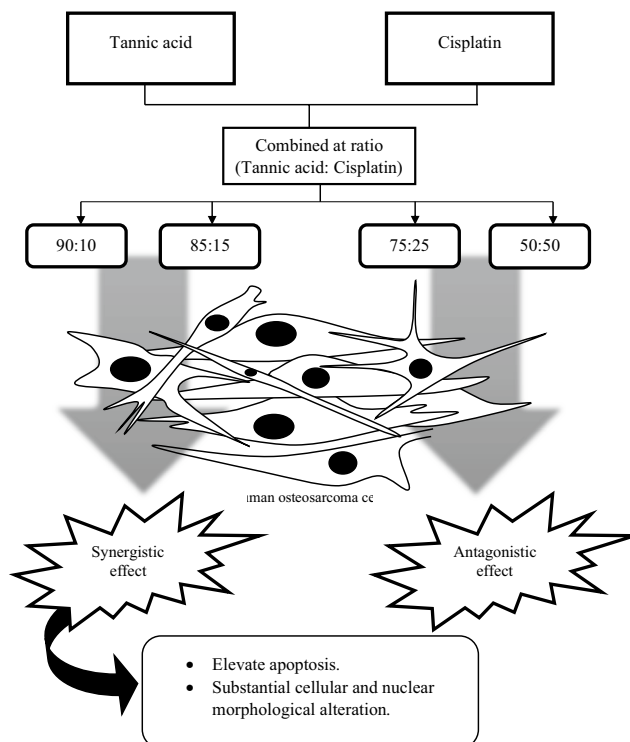 Tannic acid
Cisplatin
Combined at ratio
(Tannic acid: Cisplatin)
90:10
85:15
75:25
50:50
osteosarcoma
Synergistic
effect
Antagonistic
effect
• Elevate apoptosis.
• Substantial cellular and nuclear
morphological alteration.